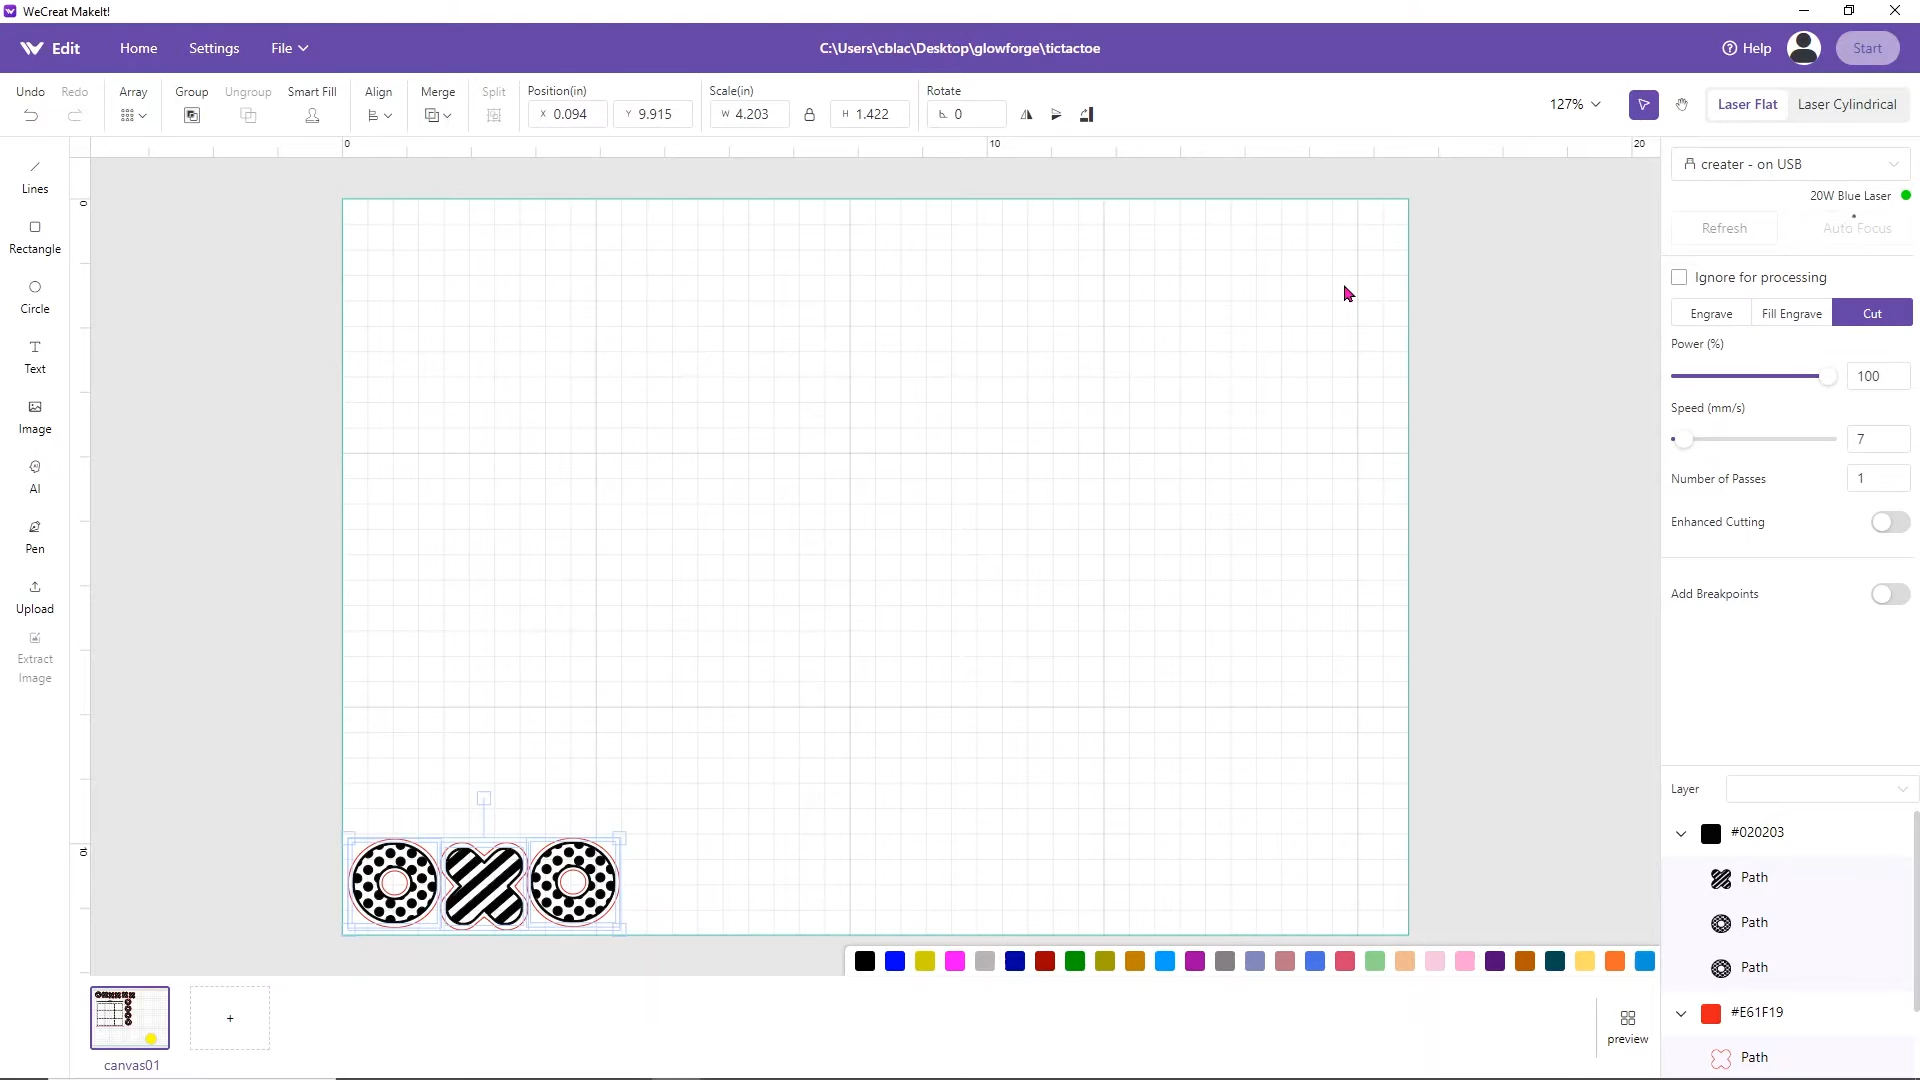 WeCreat MakeIt!
Edit Home Settings File C:\Users\cblac\Desktop\glowforge\tictactoe Help Start
Undo Redo Array Group Ungroup Smart Fill Align Merge Split Position(in) Scale(in) Rotate
X 0.094 Y 9.915 W 4.203 H 1.422 0
127% Laser Flat Laser Cylindrical
0 10 20
0
10
Lines
Rectangle
Circle
Text
Image
AI
Pen
Upload
Extract
Image
creater - on USB
20W Blue Laser
Refresh Auto Focus
Ignore for processing
Engrave Fill Engrave Cut
Power (%)
100
Speed (mm/s)
7
Number of Passes 1
Enhanced Cutting
Add Breakpoints
Layer
#020203
Path
Path
Path
#E61F19
Path
OXO
+
canvas01
preview